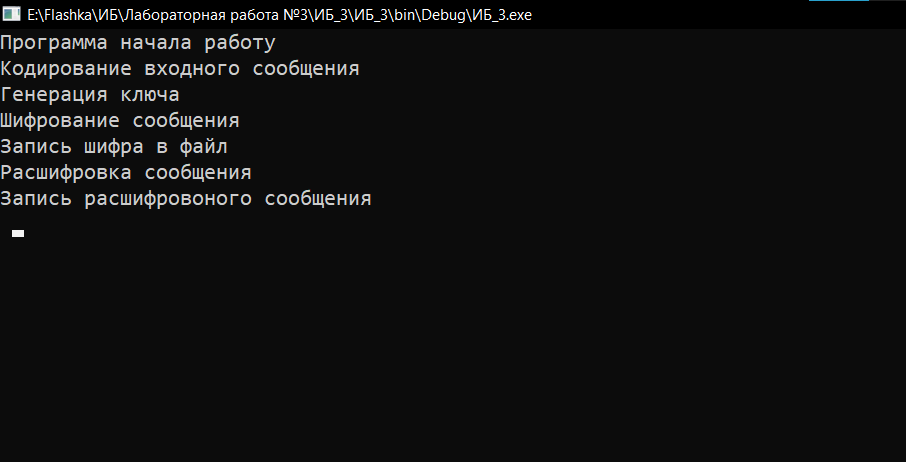 E:\Flashka\ИБ\Лабораторная работа №3\ИБ_3\ИБ_3\bin\Debug\ИБ_3.exe
Программа начала работу
Кодирование входного сообщения
Генерация ключа
Шифрование сообщения
Запись шифра в файл
Расшифровка сообщения
Запись расшифровоного сообщения